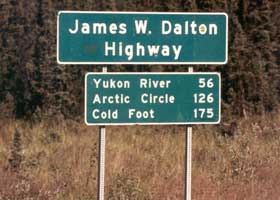 James W. Dalton
Highway
Yukon River 56
Arctic Circle 126
Cold Foot 175